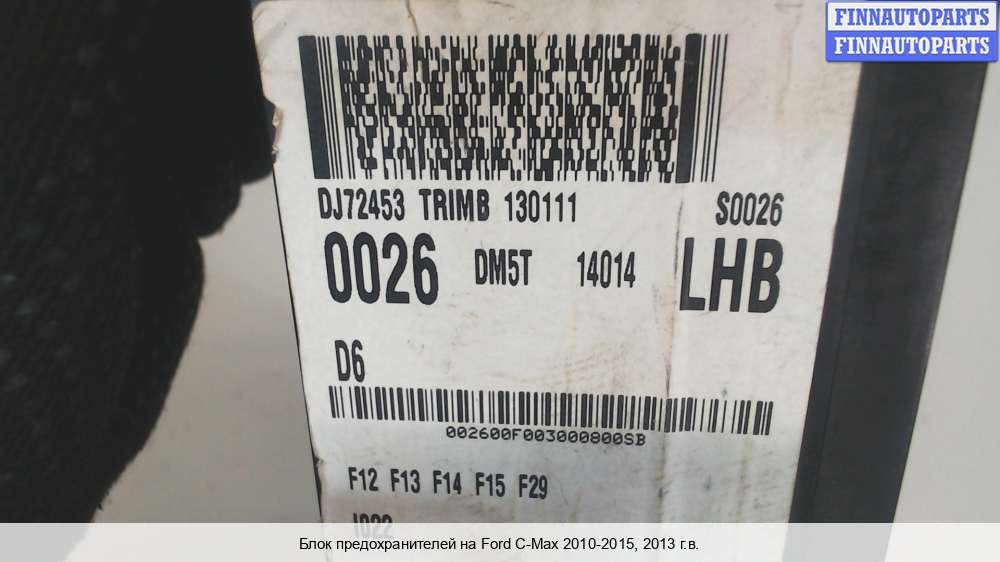 FINNAUTOPARTS
FINNAUTOPARTS
DJ72453 TRIMB 130111 S0026
0026 DM5T 14014 LHB
D6
002600F003000800SB
F12 F13 F14 F15 F29
Блок предохранителей на Ford C-Max 2010-2015, 2013 г.в.